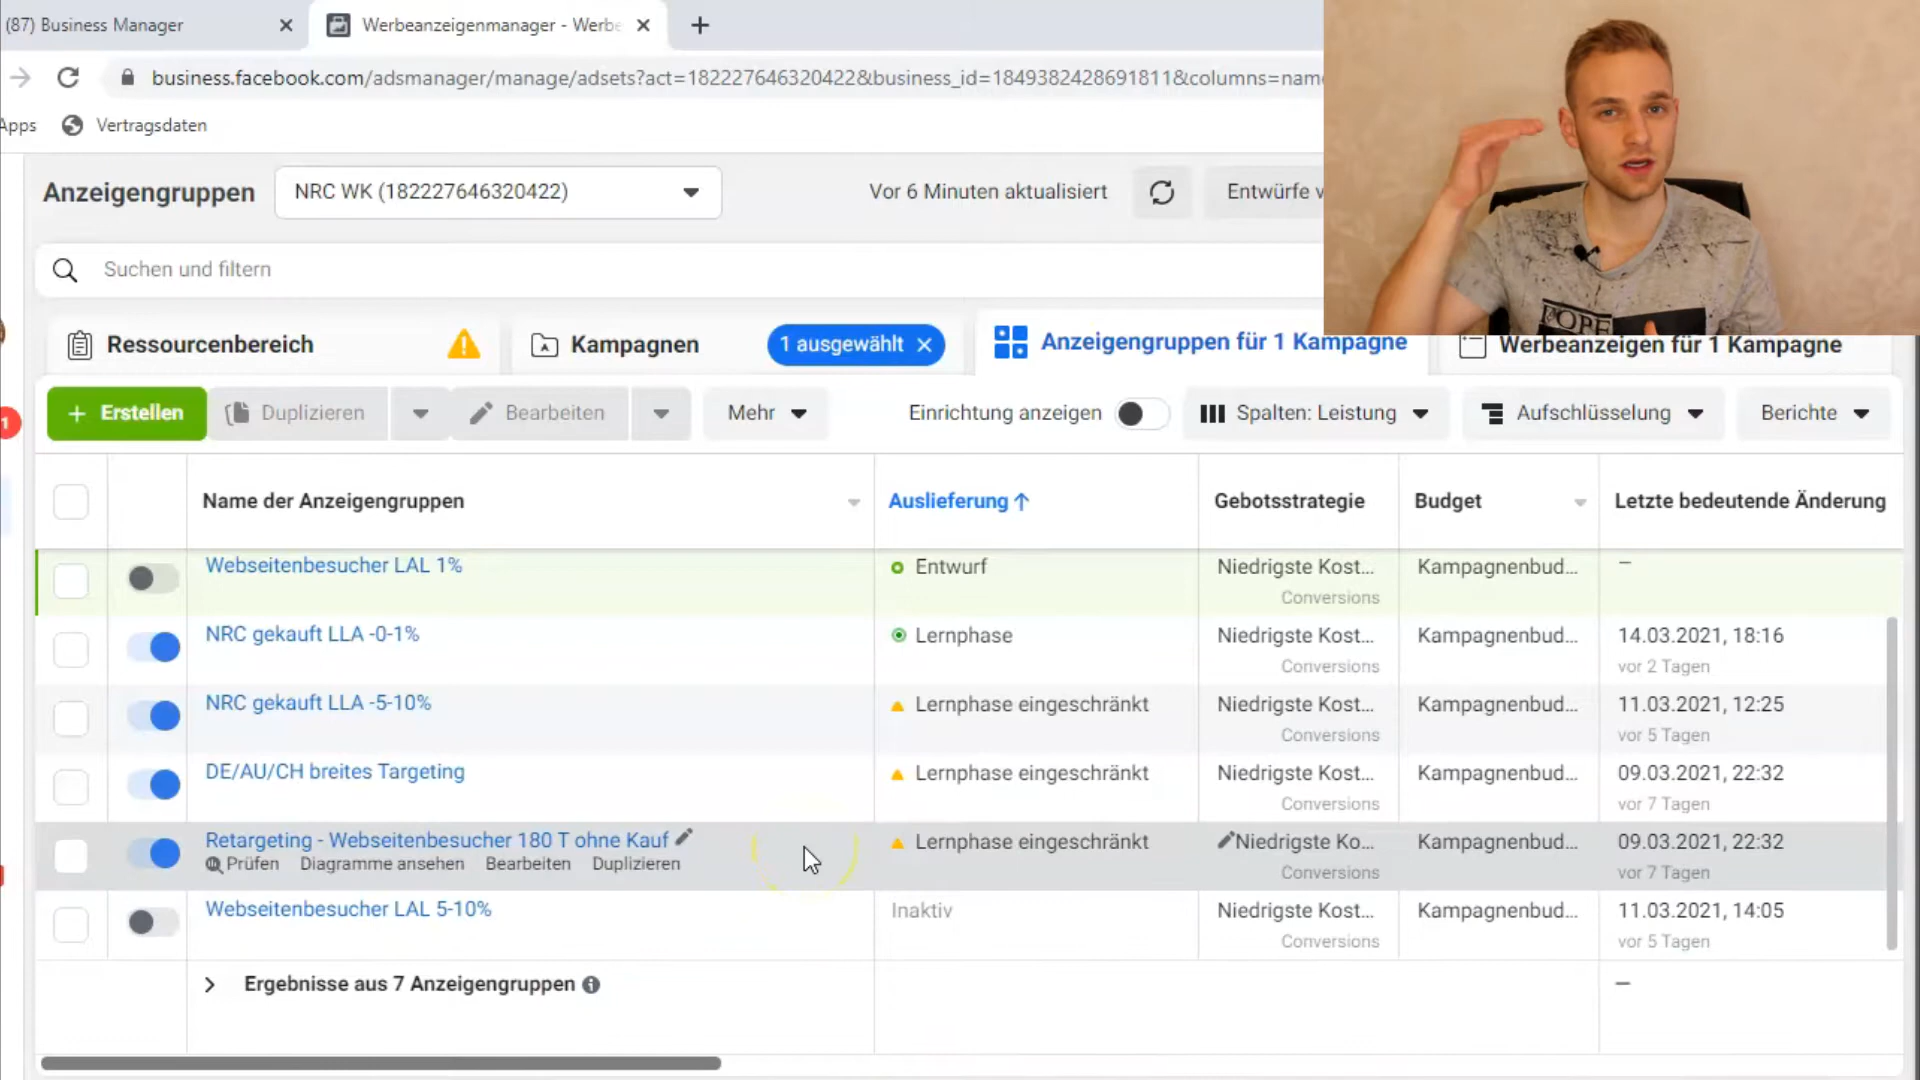 (87) Business Manager
Werbeanzeigenmanager - Werbe
business.facebook.com/adsmanager/manage/adsets?act=182227646320422&business_id=1849382428691811&columns=name
Apps
Vertragsdaten
Anzeigengruppen
NRC WK (182227646320422)
Vor 6 Minuten aktualisiert
Entwürfe v
Suchen und filtern
Ressourcenbereich
Kampagnen
1 ausgewählt
Anzeigengruppen für 1 Kampagne
Werbeanzeigen für 1 Kampagne
1
+ Erstellen
Duplizieren
Bearbeiten
Mehr
Einrichtung anzeigen
Spalten: Leistung
Aufschlüsselung
Berichte
Name der Anzeigengruppen
Auslieferung ↑
Gebotsstrategie
Budget
Letzte bedeutende Änderung
Webseitenbesucher LAL 1%
Entwurf
Niedrigste Kost...
Conversions
Kampagnenbud...
–
NRC gekauft LLA -0-1%
Lernphase
Niedrigste Kost...
Conversions
Kampagnenbud...
14.03.2021, 18:16
vor 2 Tagen
NRC gekauft LLA -5-10%
Lernphase eingeschränkt
Niedrigste Kost...
Conversions
Kampagnenbud...
11.03.2021, 12:25
vor 5 Tagen
DE/AU/CH breites Targeting
Lernphase eingeschränkt
Niedrigste Kost...
Conversions
Kampagnenbud...
09.03.2021, 22:32
vor 7 Tagen
Retargeting - Webseitenbesucher 180 T ohne Kauf
Prüfen Diagramme ansehen Bearbeiten Duplizieren
Lernphase eingeschränkt
Niedrigste Ko...
Conversions
Kampagnenbud...
09.03.2021, 22:32
vor 7 Tagen
Webseitenbesucher LAL 5-10%
Inaktiv
Niedrigste Kost...
Conversions
Kampagnenbud...
11.03.2021, 14:05
vor 5 Tagen
Ergebnisse aus 7 Anzeigengruppen
–